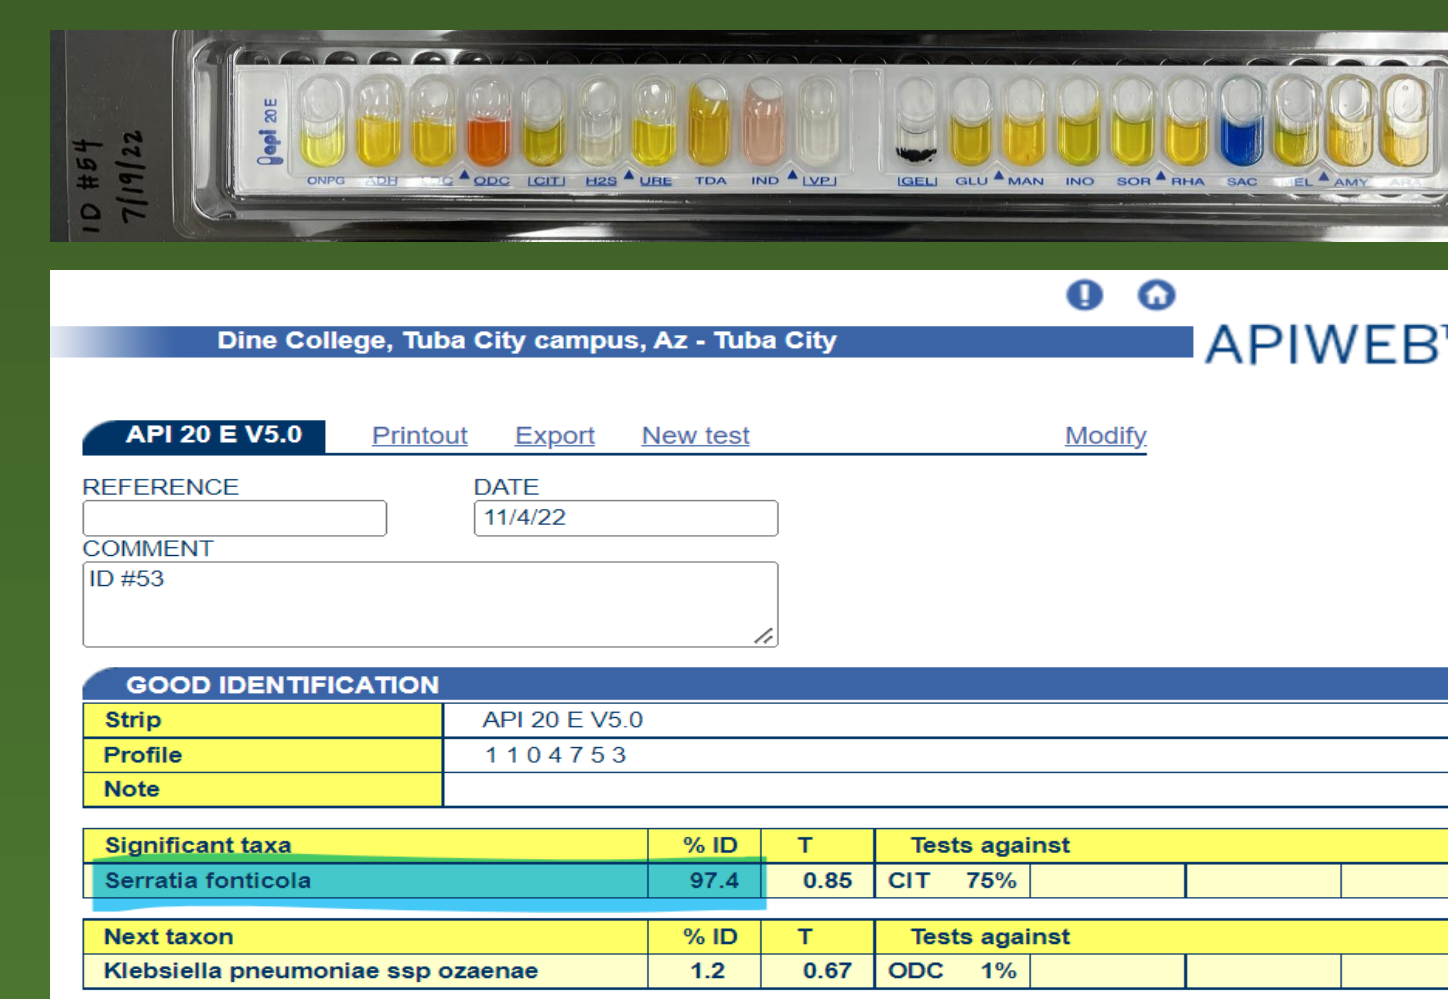 ID #54
7/19/22
api 20 E
ONPG ADH ODC |CIT| H2S URE TDA IND |VP| |GEL| GLU MAN INO SOR RHA SAC MEL AMY ARA
Dine College, Tuba City campus, Az - Tuba City
APIWEB
API 20 E V5.0 Printout Export New test Modify
REFERENCE DATE
11/4/22
COMMENT
ID #53
GOOD IDENTIFICATION
Strip API 20 E V5.0
Profile 1 1 0 4 7 5 3
Note
Significant taxa % ID T Tests against
Serratia fonticola 97.4 0.85 CIT 75%
Next taxon % ID T Tests against
Klebsiella pneumoniae ssp ozaenae 1.2 0.67 ODC 1%